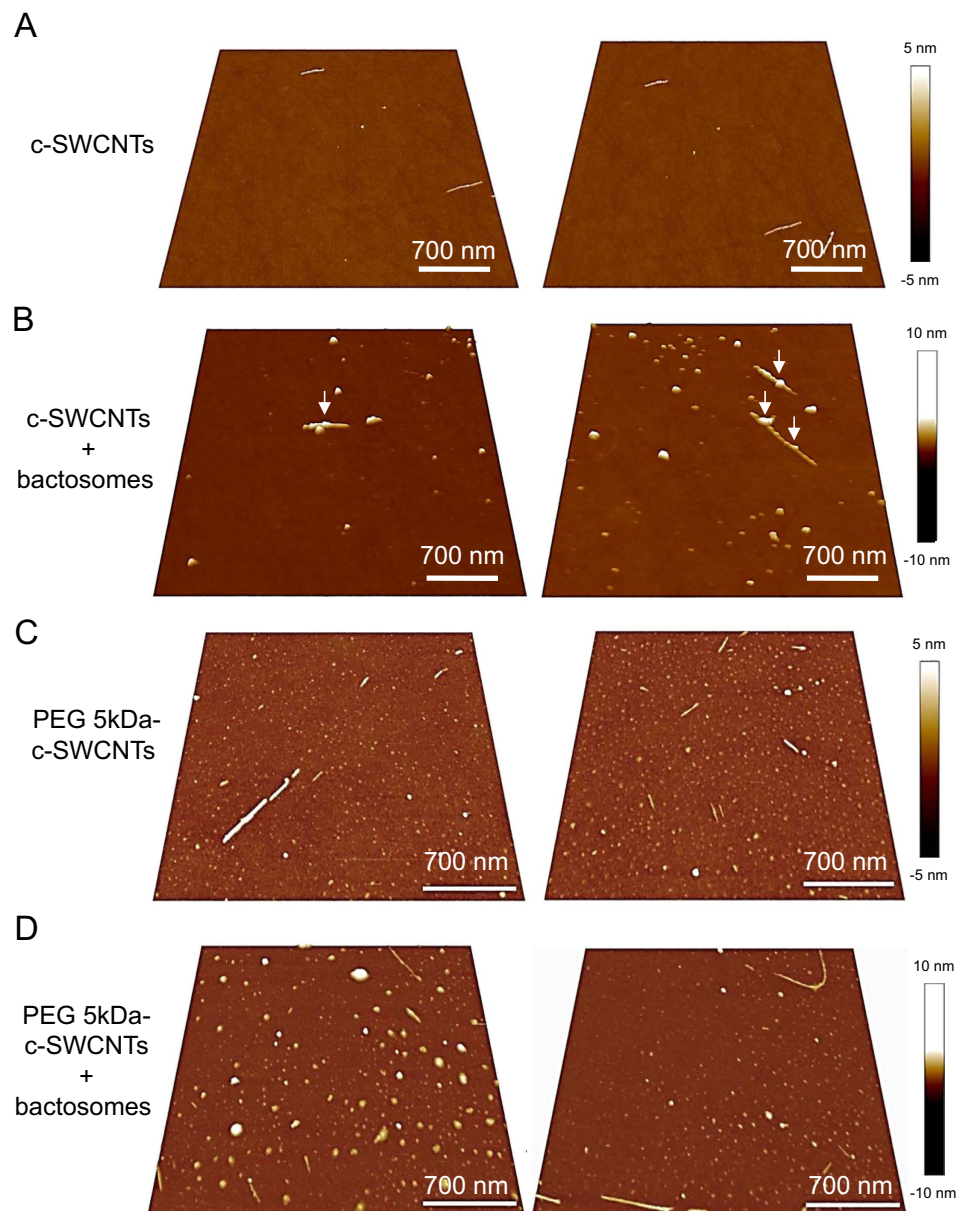 A
c-SWCNTs
700 nm
700 nm
5 nm
-5 nm
B
c-SWCNTs
+
bactosomes
700 nm
700 nm
10 nm
-10 nm
C
PEG 5kDa-
c-SWCNTs
700 nm
700 nm
5 nm
-5 nm
D
PEG 5kDa-
c-SWCNTs
+
bactosomes
700 nm
700 nm
10 nm
-10 nm